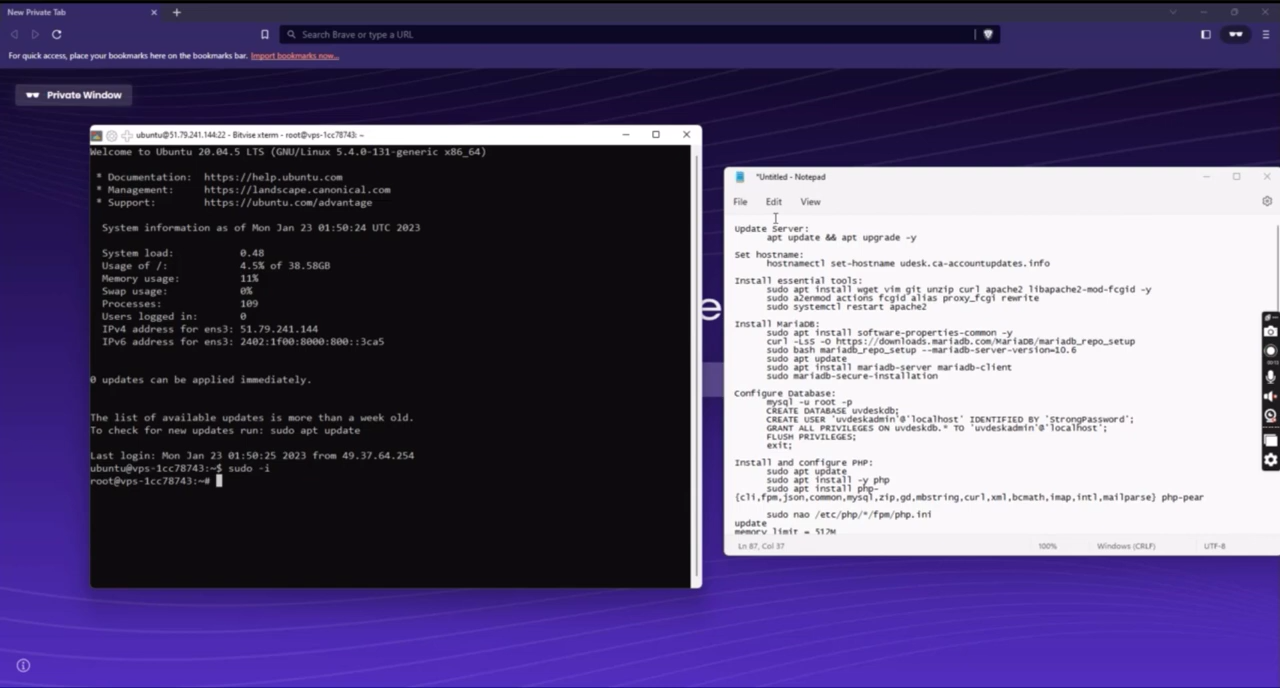 New Private Tab
Search Brave or type a URL
For quick access, place your bookmarks here on the bookmarks bar. Import bookmarks now...
Private Window
ubuntu@51.79.241.144:22 - Bitvise xterm - root@vps-1cc78743: ~
Welcome to Ubuntu 20.04.5 LTS (GNU/Linux 5.4.0-131-generic x86_64)
* Documentation: https://help.ubuntu.com
* Management: https://landscape.canonical.com
* Support: https://ubuntu.com/advantage
System information as of Mon Jan 23 01:50:24 UTC 2023
System load: 0.48
Usage of /: 4.5% of 38.58GB
Memory usage: 11%
Swap usage: 0%
Processes: 109
Users logged in: 0
IPv4 address for ens3: 51.79.241.144
IPv6 address for ens3: 2402:1f00:8000:800::3ca5
0 updates can be applied immediately.
The list of available updates is more than a week old.
To check for new updates run: sudo apt update
Last login: Mon Jan 23 01:50:25 2023 from 49.37.64.254
ubuntu@vps-1cc78743:~$ sudo -i
root@vps-1cc78743:~#
*Untitled - Notepad
File Edit View
Update Server:
apt update && apt upgrade -y
Set hostname:
hostnamectl set-hostname udesk.ca-accountupdates.info
Install essential tools:
sudo apt install wget vim git unzip curl apache2 libapache2-mod-fcgid -y
sudo a2enmod actions fcgid alias proxy_fcgi rewrite
sudo systemctl restart apache2
Install MariaDB:
sudo apt install software-properties-common -y
curl -LsS -O https://downloads.mariadb.com/MariaDB/mariadb_repo_setup
sudo bash mariadb_repo_setup --mariadb-server-version=10.6
sudo apt update
sudo apt install mariadb-server mariadb-client
sudo mariadb-secure-installation
Configure Database:
mysql -u root -p
CREATE DATABASE uvdeskdb;
CREATE USER 'uvdeskadmin'@'localhost' IDENTIFIED BY 'StrongPassword';
GRANT ALL PRIVILEGES ON uvdeskdb.* TO 'uvdeskadmin'@'localhost';
FLUSH PRIVILEGES;
exit;
Install and configure PHP:
sudo apt update
sudo apt install -y php
sudo apt install php-
{cli,fpm,json,common,mysql,zip,gd,mbstring,curl,xml,bcmath,imap,intl,mailparse} php-pear
sudo nao /etc/php/*/fpm/php.ini
update
memory_limit = 512M
Ln 87, Col 37 100% Windows (CRLF) UTF-8
e